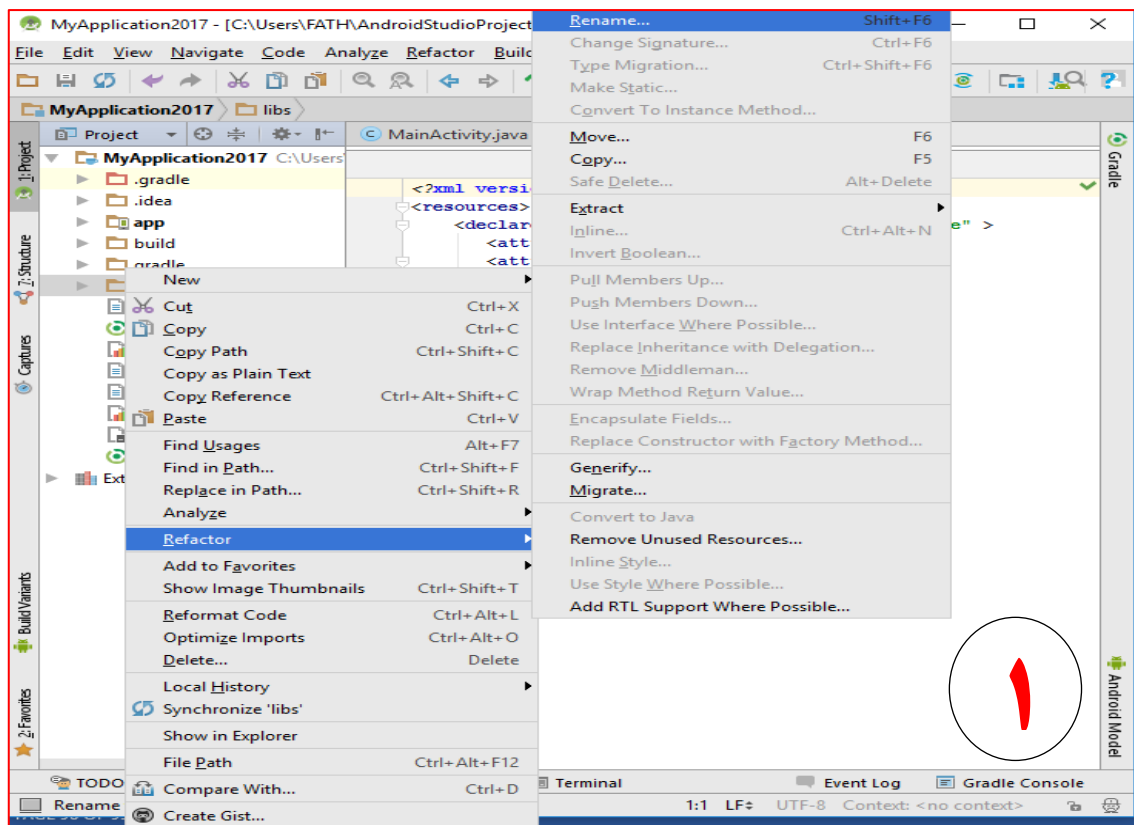 MyApplication2017 - [C:\Users\FATH\AndroidStudioProject
File Edit View Navigate Code Analyze Refactor Build
MyApplication2017 libs
1: Project
7: Structure
Captures
Build Variants
2: Favorites
Project
MainActivity.java
MyApplication2017 C:\Users
.gradle
.idea
app
build
gradle
Ext
<?xml versi
<resources>
<declar
e" >
<att
<att
New
Cut Ctrl+X
Copy Ctrl+C
Copy Path Ctrl+Shift+C
Copy as Plain Text
Copy Reference Ctrl+Alt+Shift+C
Paste Ctrl+V
Find Usages Alt+F7
Find in Path... Ctrl+Shift+F
Replace in Path... Ctrl+Shift+R
Analyze
Refactor
Add to Favorites
Show Image Thumbnails Ctrl+Shift+T
Reformat Code Ctrl+Alt+L
Optimize Imports Ctrl+Alt+O
Delete... Delete
Local History
Synchronize 'libs'
Show in Explorer
File Path Ctrl+Alt+F12
Compare With... Ctrl+D
Create Gist...
Rename... Shift+F6
Change Signature... Ctrl+F6
Type Migration... Ctrl+Shift+F6
Make Static...
Convert To Instance Method...
Move... F6
Copy... F5
Safe Delete... Alt+Delete
Extract
Inline... Ctrl+Alt+N
Invert Boolean...
Pull Members Up...
Push Members Down...
Use Interface Where Possible...
Replace Inheritance with Delegation...
Remove Middleman...
Wrap Method Return Value...
Encapsulate Fields...
Replace Constructor with Factory Method...
Generify...
Migrate...
Convert to Java
Remove Unused Resources...
Inline Style...
Use Style Where Possible...
Add RTL Support Where Possible...
Gradle
Android Model
١
TODO
Terminal
Event Log
Gradle Console
Rename
1:1 LF UTF-8 Context: <no context>